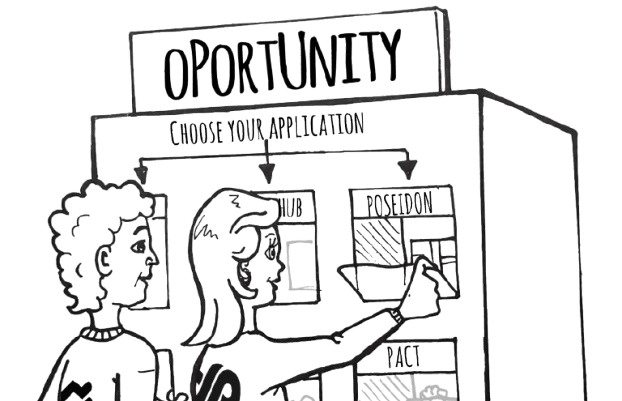 OPORTUNITY
CHOOSE YOUR APPLICATION
HUB
POSEIDON
PACT